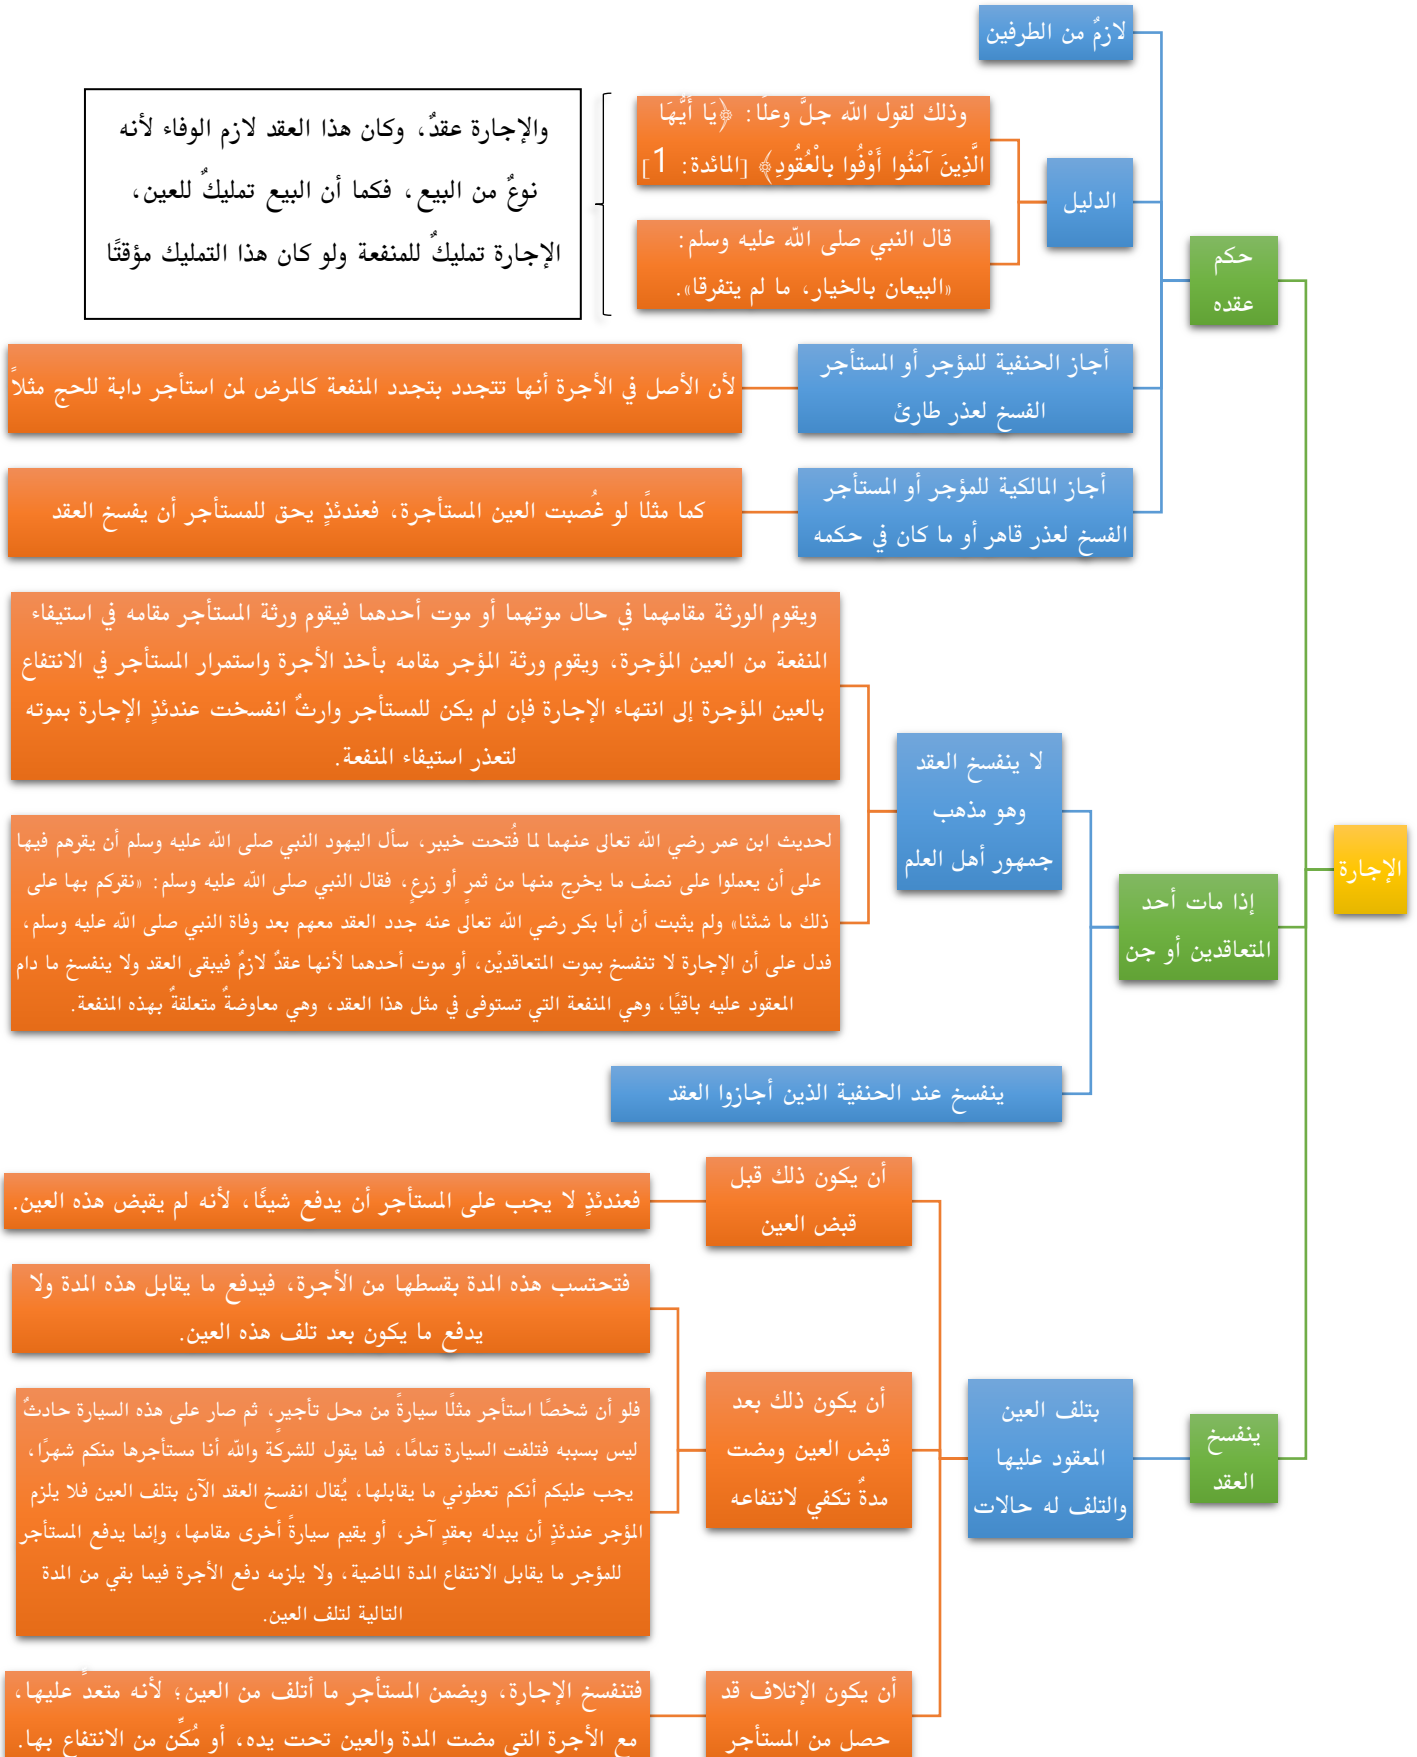 الإجارة
حكم
عقده
لازمٌ من الطرفين
الدليل
وذلك لقول الله جلَّ وعلَا: ﴿يَا أَيُّهَا
الَّذِينَ آمَنُوا أَوْفُوا بِالْعُقُودِ﴾ [المائدة: 1]
قال النبي صلى الله عليه وسلم:
«البيعان بالخيار، ما لم يتفرقا».
والإجارة عقدٌ، وكان هذا العقد لازم الوفاء لأنه
نوعٌ من البيع، فكما أن البيع تمليكٌ للعين،
الإجارة تمليكٌ للمنفعة ولو كان هذا التمليك مؤقتًا
أجاز الحنفية للمؤجر أو المستأجر
الفسخ لعذر طارئ
لأن الأصل في الأجرة أنها تتجدد بتجدد المنفعة كالمرض لمن استأجر دابة للحج مثلاً
أجاز المالكية للمؤجر أو المستأجر
الفسخ لعذر قاهر أو ما كان في حكمه
كما مثلًا لو غُصبت العين المستأجرة، فعندئذٍ يحق للمستأجر أن يفسخ العقد
إذا مات أحد
المتعاقدين أو جن
لا ينفسخ العقد
وهو مذهب
جمهور أهل العلم
ويقوم الورثة مقامهما في حال موتهما أو موت أحدهما فيقوم ورثة المستأجر مقامه في استيفاء
المنفعة من العين المؤجرة، ويقوم ورثة المؤجر مقامه بأخذ الأجرة واستمرار المستأجر في الانتفاع
بالعين المؤجرة إلى انتهاء الإجارة فإن لم يكن للمستأجر وارثٌ انفسخت عندئذٍ الإجارة بموته
لتعذر استيفاء المنفعة.
لحديث ابن عمر رضي الله تعالى عنهما لما فُتحت خيبر، سأل اليهود النبي صلى الله عليه وسلم أن يقرهم فيها
على أن يعملوا على نصف ما يخرج منها من ثمرٍ أو زرعٍ، فقال النبي صلى الله عليه وسلم: «نقركم بها على
ذلك ما شئنا» ولم يثبت أن أبا بكر رضي الله تعالى عنه جدد العقد معهم بعد وفاة النبي صلى الله عليه وسلم،
فدل على أن الإجارة لا تنفسخ بموت المتعاقديْن، أو موت أحدهما لأنها عقدٌ لازمٌ فيبقى العقد ولا ينفسخ ما دام
المعقود عليه باقيًا، وهي المنفعة التي تستوفى في مثل هذا العقد، وهي معاوضةٌ متعلقةٌ بهذه المنفعة.
ينفسخ عند الحنفية الذين أجازوا العقد
ينفسخ
العقد
بتلف العين
المعقود عليها
والتلف له حالات
أن يكون ذلك قبل
قبض العين
فعندئذٍ لا يجب على المستأجر أن يدفع شيئًا، لأنه لم يقبض هذه العين.
أن يكون ذلك بعد
قبض العين ومضت
مدةٌ تكفي لانتفاعه
فتحتسب هذه المدة بقسطها من الأجرة، فيدفع ما يقابل هذه المدة ولا
يدفع ما يكون بعد تلف هذه العين.
فلو أن شخصًا استأجر مثلًا سيارةً من محل تأجيرٍ، ثم صار على هذه السيارة حادثٌ
ليس بسببه فتلفت السيارة تمامًا، فما يقول للشركة والله أنا مستأجرها منكم شهرًا،
يجب عليكم أنكم تعطوني ما يقابلها، يُقال انفسخ العقد الآن بتلف العين فلا يلزم
المؤجر عندئذٍ أن يبدله بعقدٍ آخر، أو يقيم سيارةً أخرى مقامها، وإنما يدفع المستأجر
للمؤجر ما يقابل الانتفاع المدة الماضية، ولا يلزمه دفع الأجرة فيما بقي من المدة
التالية لتلف العين.
أن يكون الإتلاف قد
حصل من المستأجر
فتنفسخ الإجارة، ويضمن المستأجر ما أتلف من العين؛ لأنه متعدٍ عليها،
مع الأجرة التي مضت المدة والعين تحت يده، أو مُكِّن من الانتفاع بها.